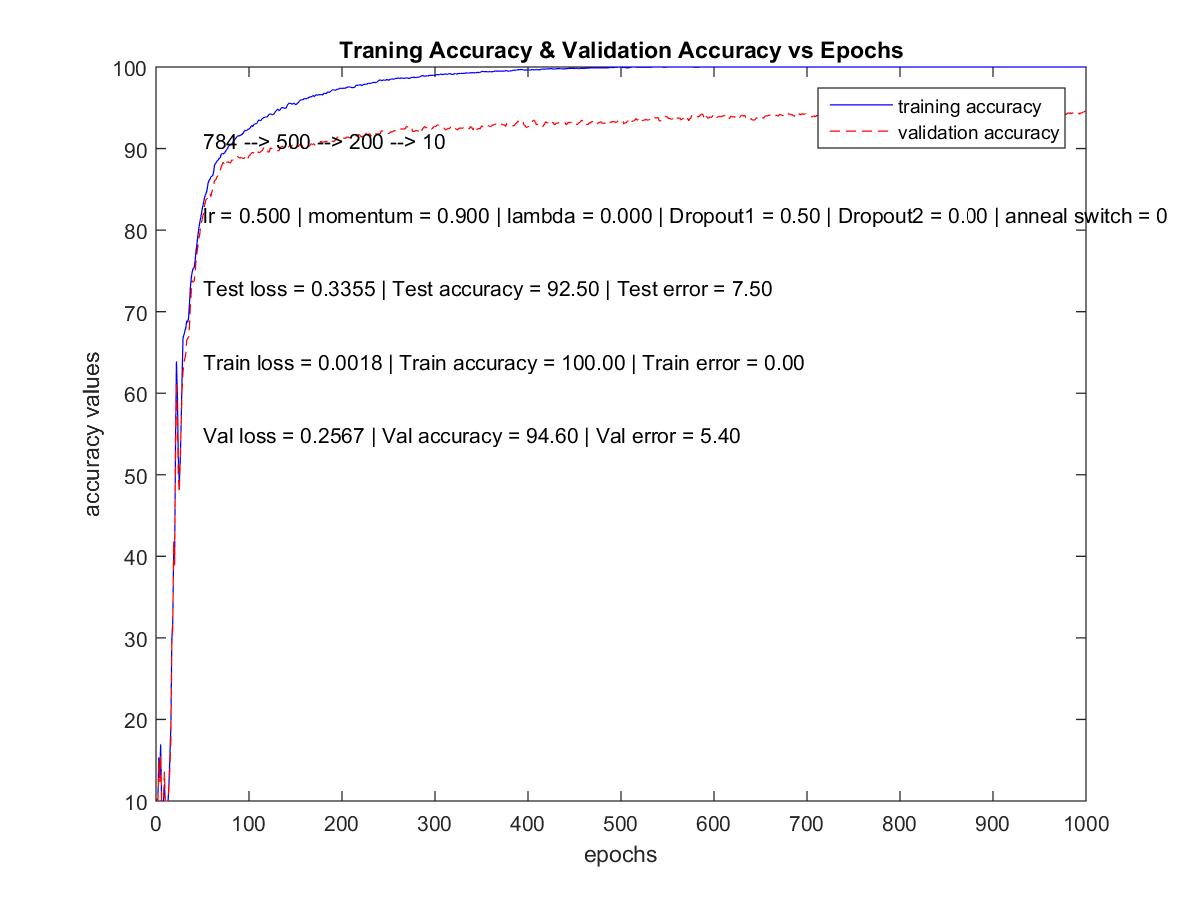 Traning Accuracy & Validation Accuracy vs Epochs
100
90
80
70
60
50
40
30
20
10
accuracy values
training accuracy
validation accuracy
784 --> 500 --> 200 --> 10
lr = 0.500 | momentum = 0.900 | lambda = 0.000 | Dropout1 = 0.50 | Dropout2 = 0.00 | anneal switch = 0
Test loss = 0.3355 | Test accuracy = 92.50 | Test error = 7.50
Train loss = 0.0018 | Train accuracy = 100.00 | Train error = 0.00
Val loss = 0.2567 | Val accuracy = 94.60 | Val error = 5.40
0 100 200 300 400 500 600 700 800 900 1000
epochs